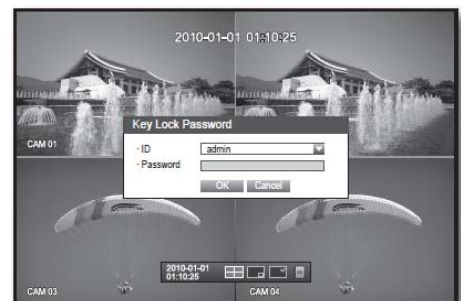 2010-01-01 01:10:25
Key Lock Password
CAM 01
· ID admin
· Password
OK Cancel
2010-01-01
01:10:25
CAM 03
CAM 04